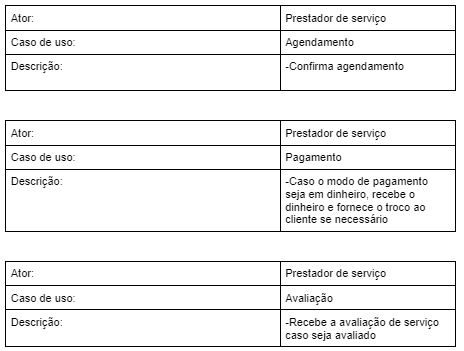 Ator: Prestador de serviço
Caso de uso: Agendamento
Descrição: -Confirma agendamento
Ator: Prestador de serviço
Caso de uso: Pagamento
Descrição: -Caso o modo de pagamento
seja em dinheiro, recebe o
dinheiro e fornece o troco ao
cliente se necessário
Ator: Prestador de serviço
Caso de uso: Avaliação
Descrição: -Recebe a avaliação de serviço
caso seja avaliado